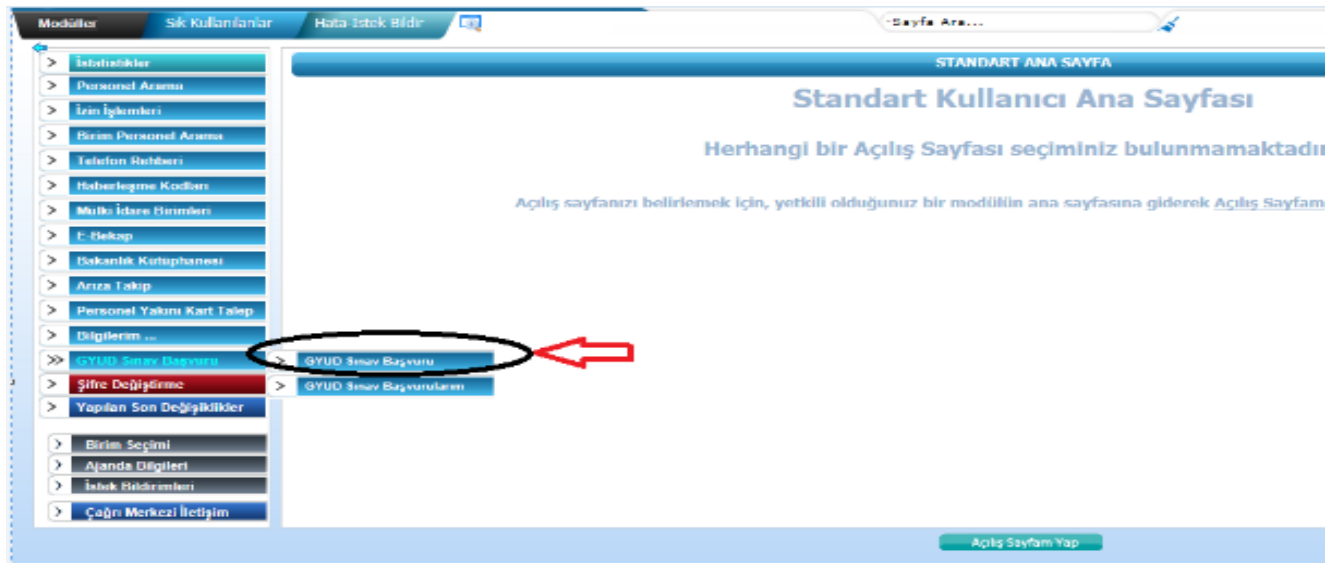 Modüller
Sık Kullanılanlar
Hata-İstek Bildir
-Sayfa Ara...
İstatistikler
Personel Arama
İzin İşlemleri
Birim Personel Arama
Telefon Rehberi
Haberleşme Kodları
Mülki İdare Birimleri
E-Bekap
Bakanlık Kütüphanesi
Arıza Takip
Personel Yakını Kart Talep
Bilgilerim ...
GYUD Sınav Başvuru
Şifre Değiştirme
Yapılan Son Değişiklikler
Birim Seçimi
Ajanda Bilgileri
İstek Bildirimleri
Çağrı Merkezi İletişim
GYUD Sınav Başvuru
GYUD Sınav Başvurularım
STANDART ANA SAYFA
Standart Kullanıcı Ana Sayfası
Herhangi bir Açılış Sayfası seçiminiz bulunmamaktadır
Açılış sayfanızı belirlemek için, yetkili olduğunuz bir modülün ana sayfasına giderek Açılış Sayfam
Açılış Sayfam Yap